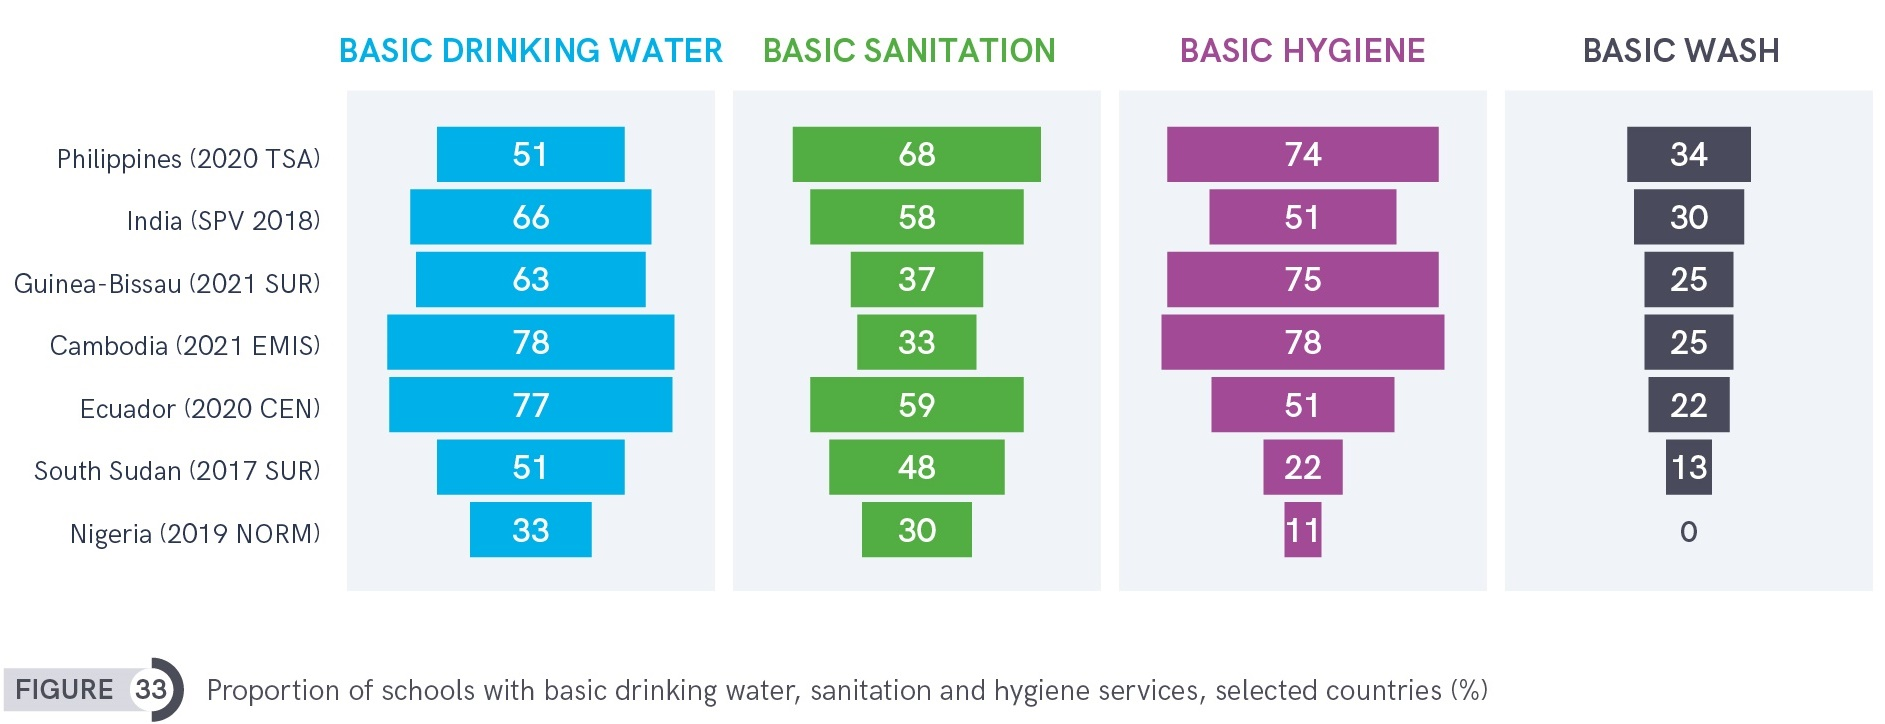 BASIC DRINKING WATER BASIC SANITATION BASIC HYGIENE BASIC WASH
Philippines (2020 TSA) 51 68 74 34
India (SPV 2018) 66 58 51 30
Guinea-Bissau (2021 SUR) 63 37 75 25
Cambodia (2021 EMIS) 78 33 78 25
Ecuador (2020 CEN) 77 59 51 22
South Sudan (2017 SUR) 51 48 22 13
Nigeria (2019 NORM) 33 30 11 0
FIGURE 33 Proportion of schools with basic drinking water, sanitation and hygiene services, selected countries (%)